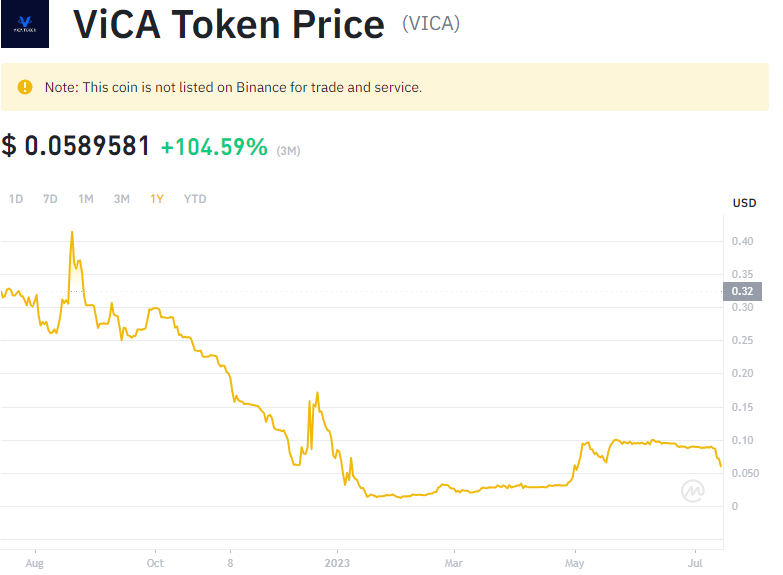 ViCA Token Price (VICA)
Note: This coin is not listed on Binance for trade and service.
$ 0.0589581 +104.59% (3M)
1D 7D 1M 3M 1Y YTD
USD
0.40
0.35
0.32
0.30
0.25
0.20
0.15
0.10
0.050
0
Aug Oct 8 2023 Mar May Jul